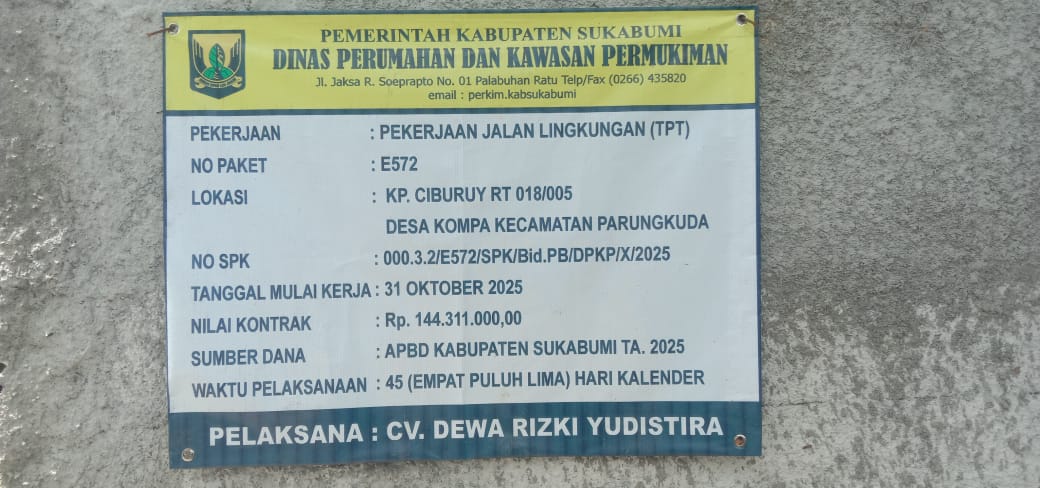 PEMERINTAH KABUPATEN SUKABUMI
DINAS PERUMAHAN DAN KAWASAN PERMUKIMAN
Jl. Jaksa R. Soeprapto No. 01 Palabuhan Ratu Telp/Fax (0266) 435820
email : perkim.kabsukabumi
PEKERJAAN : PEKERJAAN JALAN LINGKUNGAN (TPT)
NO PAKET : E572
LOKASI : KP. CIBURUY RT 018/005
DESA KOMPA KECAMATAN PARUNGKUDA
NO SPK : 000.3.2/E572/SPK/Bid.PB/DPKP/X/2025
TANGGAL MULAI KERJA : 31 OKTOBER 2025
NILAI KONTRAK : Rp. 144.311.000,00
SUMBER DANA : APBD KABUPATEN SUKABUMI TA. 2025
WAKTU PELAKSANAAN : 45 (EMPAT PULUH LIMA) HARI KALENDER
PELAKSANA : CV. DEWA RIZKI YUDISTIRA